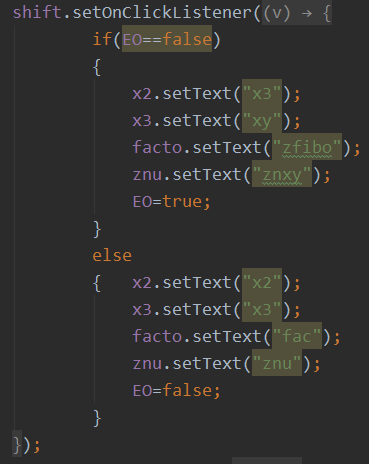 shift.setOnClickListener((v) → {
if(EO==false)
{
x2.setText("x3");
x3.setText("xy");
facto.setText("zfibo");
znu.setText("znxy");
EO=true;
}
else
{ x2.setText("x2");
x3.setText("x3");
facto.setText("fac");
znu.setText("znu");
EO=false;
}
});